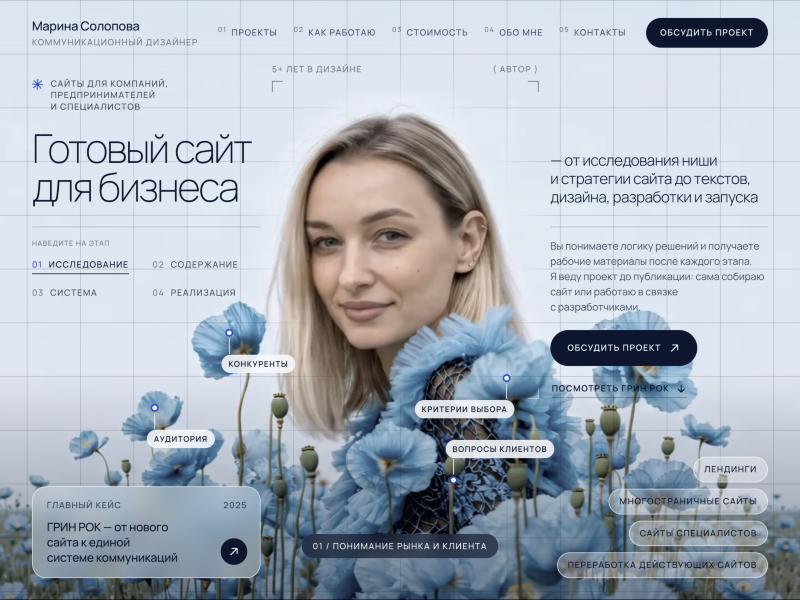 Марина Солопова
КОММУНИКАЦИОННЫЙ ДИЗАЙНЕР
01 ПРОЕКТЫ
02 КАК РАБОТАЮ
03 СТОИМОСТЬ
04 ОБО МНЕ
05 КОНТАКТЫ
ОБСУДИТЬ ПРОЕКТ
5+ ЛЕТ В ДИЗАЙНЕ
( АВТОР )
САЙТЫ ДЛЯ КОМПАНИЙ,
ПРЕДПРИНИМАТЕЛЕЙ
И СПЕЦИАЛИСТОВ
Готовый сайт
для бизнеса
— от исследования ниши
и стратегии сайта до текстов,
дизайна, разработки и запуска
НАВЕДИТЕ НА ЭТАП
01 ИССЛЕДОВАНИЕ
02 СОДЕРЖАНИЕ
03 СИСТЕМА
04 РЕАЛИЗАЦИЯ
Вы понимаете логику решений и получаете
рабочие материалы после каждого этапа.
Я веду проект до публикации: сама собираю
сайт или работаю в связке
с разработчиками.
ОБСУДИТЬ ПРОЕКТ
ПОСМОТРЕТЬ ГРИН РОК
КОНКУРЕНТЫ
КРИТЕРИИ ВЫБОРА
АУДИТОРИЯ
ВОПРОСЫ КЛИЕНТОВ
ЛЕНДИНГИ
МНОГОСТРАНИЧНЫЕ САЙТЫ
САЙТЫ СПЕЦИАЛИСТОВ
ПЕРЕРАБОТКА ДЕЙСТВУЮЩИХ САЙТОВ
ГЛАВНЫЙ КЕЙС
2025
ГРИН РОК — от нового
сайта к единой
системе коммуникаций
01 / ПОНИМАНИЕ РЫНКА И КЛИЕНТА